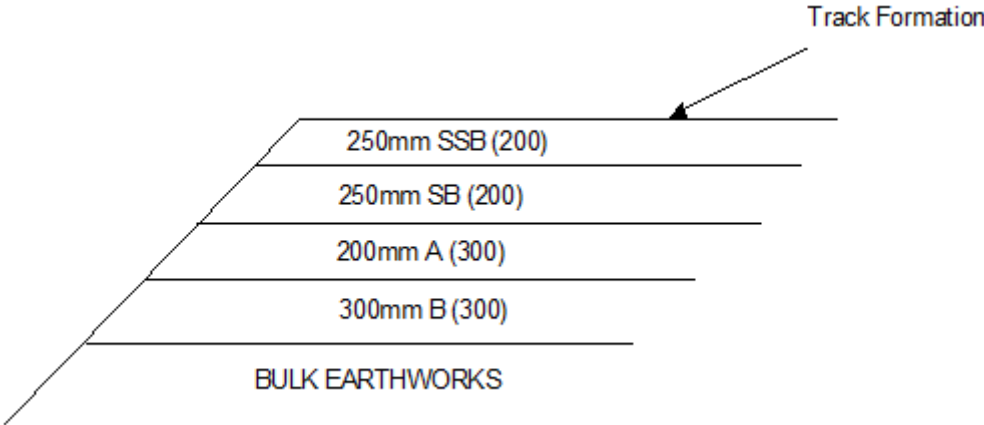 Track Formation
250mm SSB (200)
250mm SB (200)
200mm A (300)
300mm B (300)
BULK EARTHWORKS